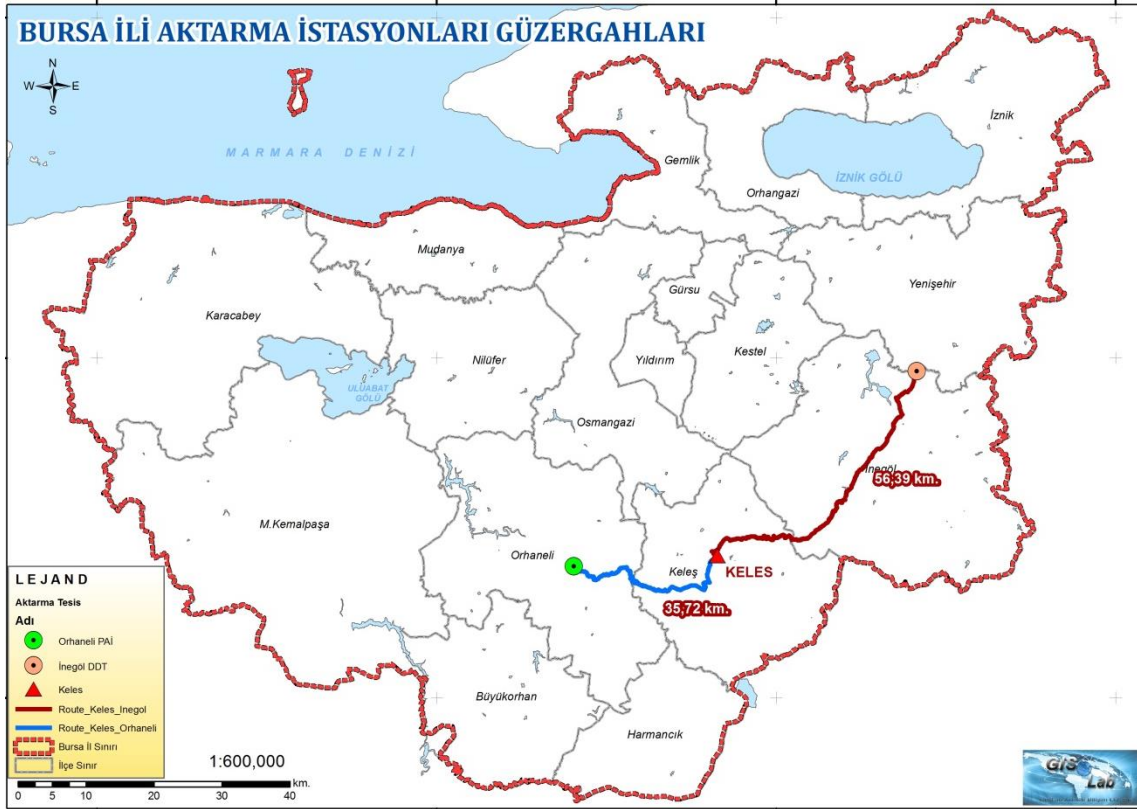 BURSA İLİ AKTARMA İSTASYONLARI GÜZERGAHLARI
N
W E
S
MARMARA DENİZİ
Gemlik
İznik
İZNİK GÖLÜ
Orhangazi
Mudanya
Gürsu
Yenişehir
Karacabey
Nilüfer
Yıldırım
Kestel
ULUABAT
GÖLÜ
Osmangazi
İnegöl
56,39 km.
M.Kemalpaşa
Orhaneli
Keleş
KELES
35,72 km.
Büyükorhan
Harmancık
LEJAND
Aktarma Tesis
Adı
Orhaneli PAİ
İnegöl DDT
Keles
Route_Keles_Inegol
Route_Keles_Orhaneli
Bursa İl Sınırı
İlçe Sınır
1:600,000
km.
0 5 10 20 30 40
GIS
Lab